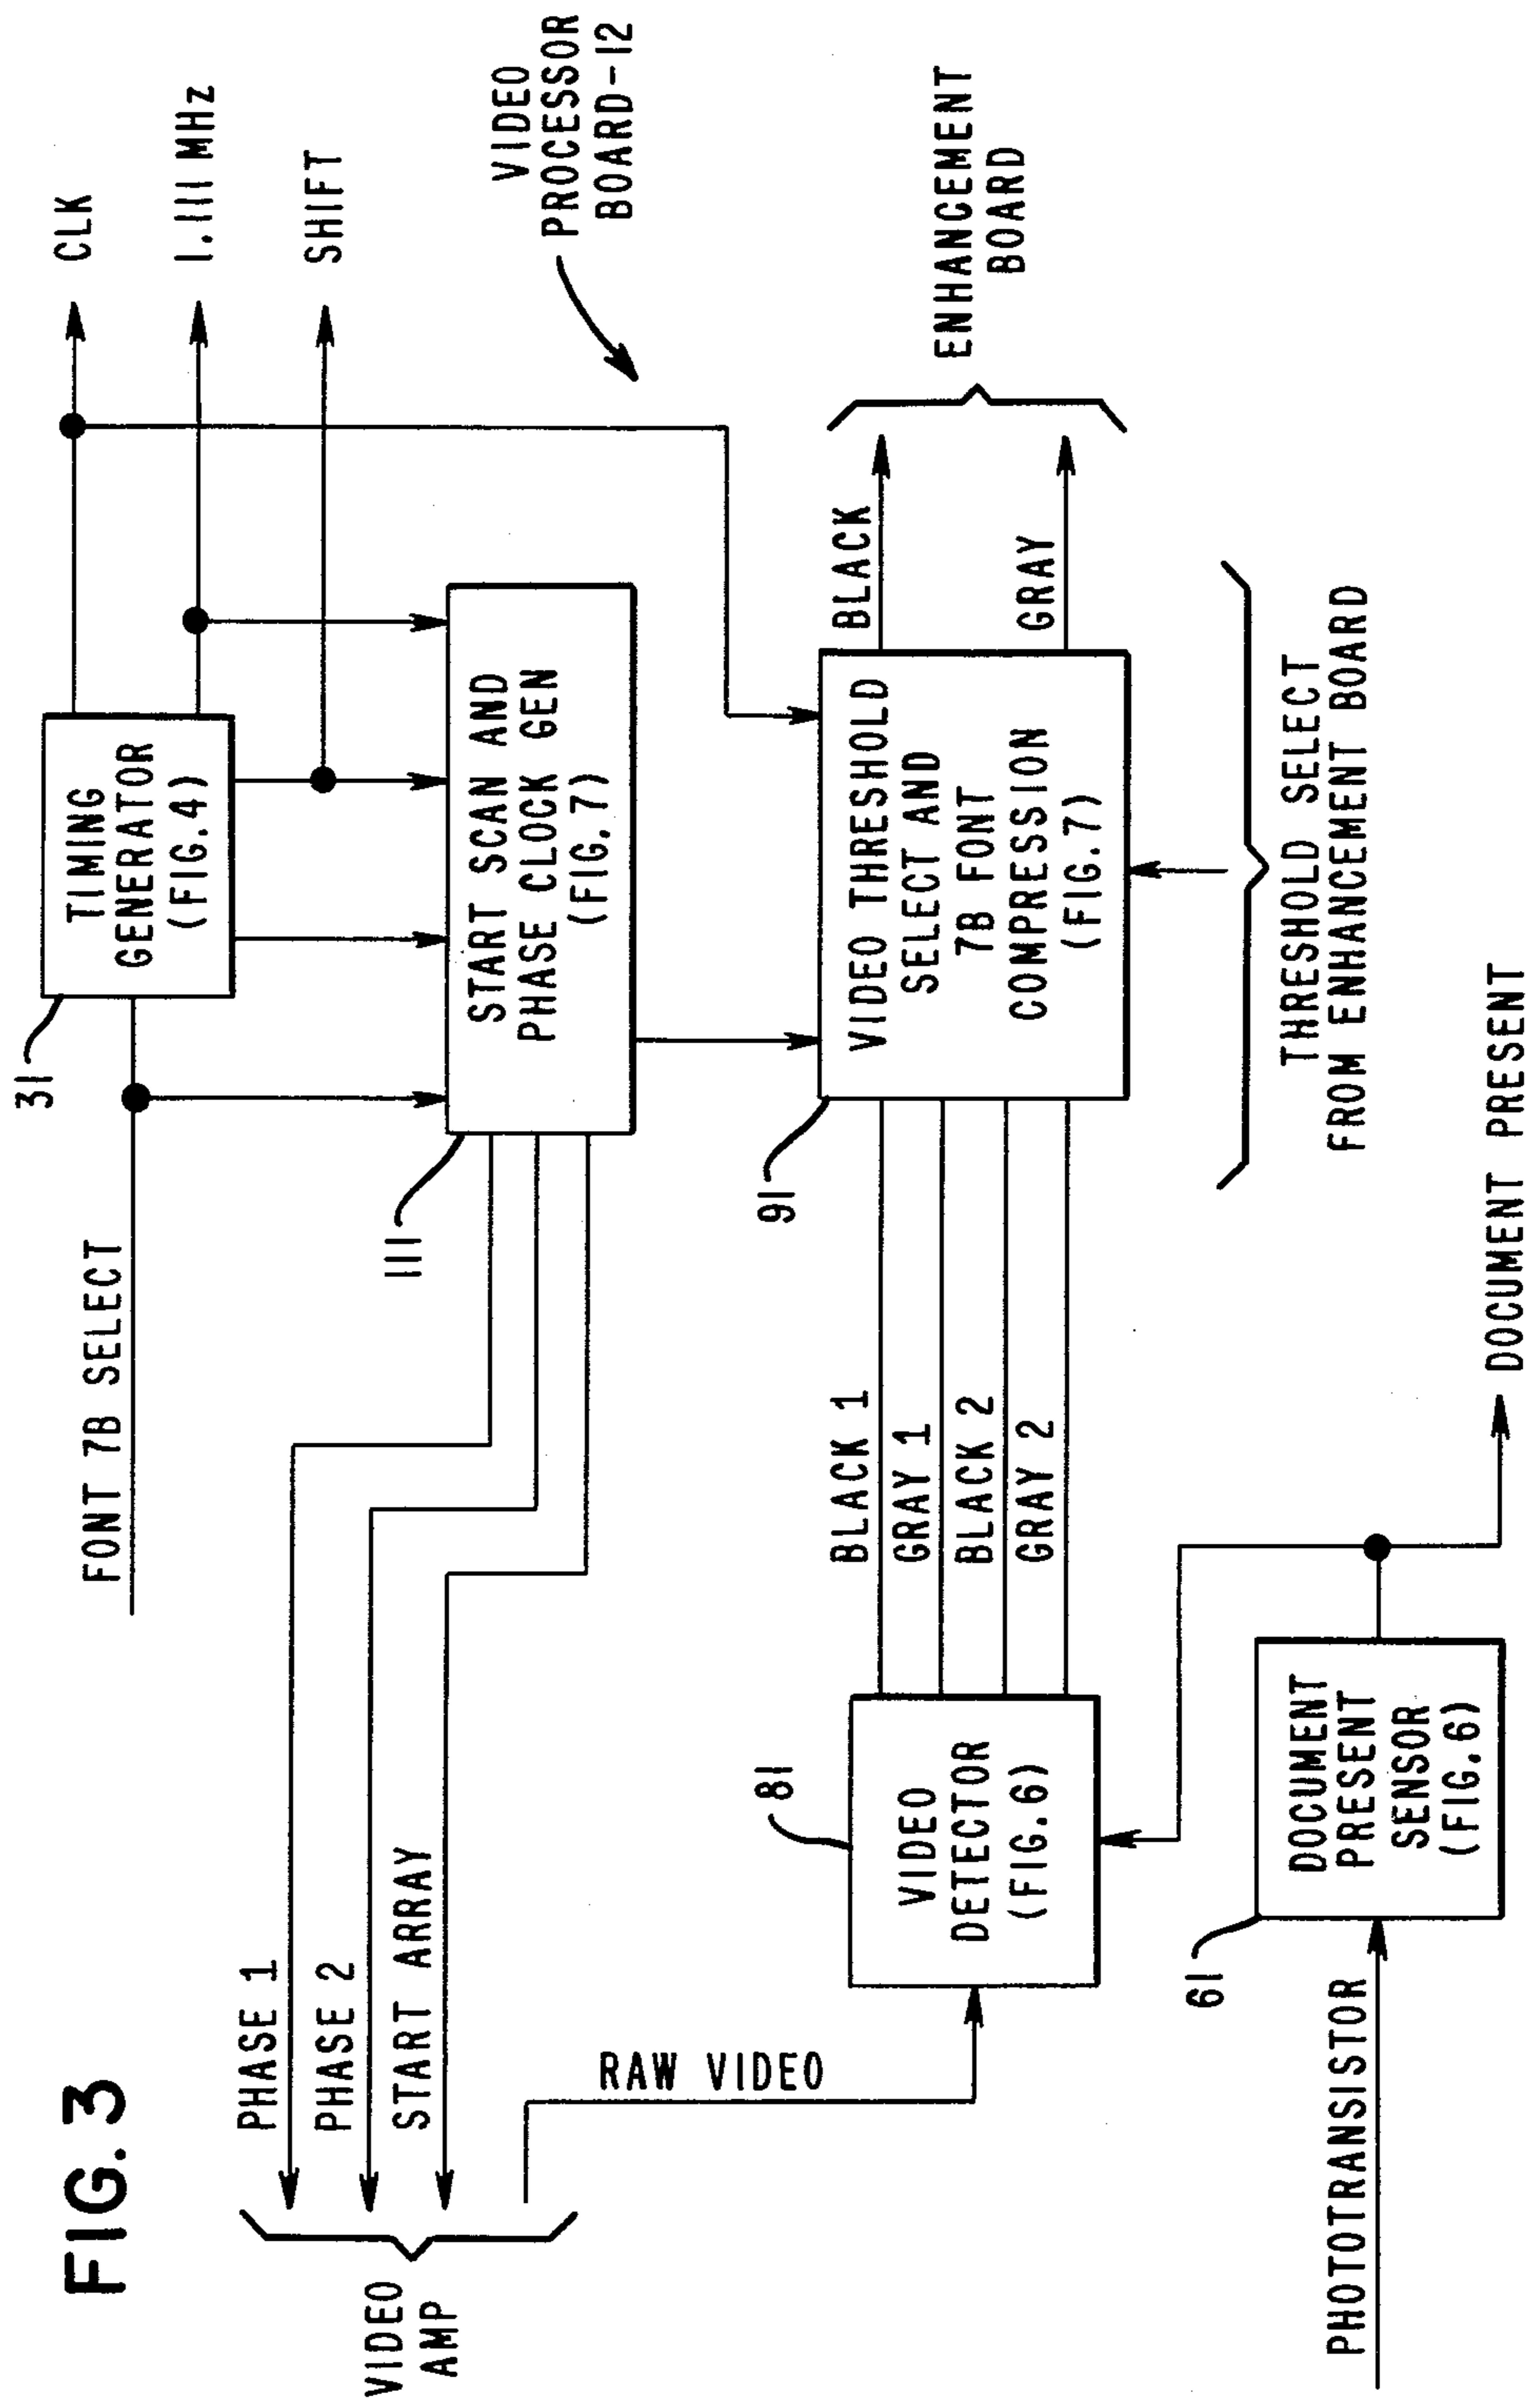 FIG. 3
FONT 7B SELECT
31
TIMING
GENERATOR
(FIG.4)
CLK
1.111 MHz
SHIFT
VIDEO
PROCESSOR
BOARD-12
PHASE 1
PHASE 2
START ARRAY
VIDEO
AMP
111
START SCAN AND
PHASE CLOCK GEN
(FIG.7)
RAW VIDEO
81
VIDEO
DETECTOR
(FIG.6)
BLACK 1
GRAY 1
BLACK 2
GRAY 2
91
VIDEO THRESHOLD
SELECT AND
7B FONT
COMPRESSION
(FIG.7)
BLACK
GRAY
ENHANCEMENT
BOARD
THRESHOLD SELECT
FROM ENHANCEMENT BOARD
PHOTOTRANSISTOR
61
DOCUMENT
PRESENT
SENSOR
(FIG.6)
DOCUMENT PRESENT